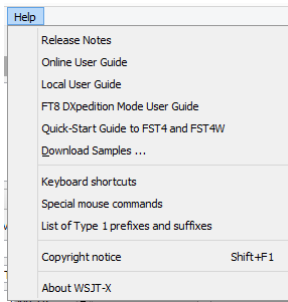 Help
Release Notes
Online User Guide
Local User Guide
FT8 DXpedition Mode User Guide
Quick-Start Guide to FST4 and FST4W
Download Samples ...
Keyboard shortcuts
Special mouse commands
List of Type 1 prefixes and suffixes
Copyright notice Shift+F1
About WSJT-X